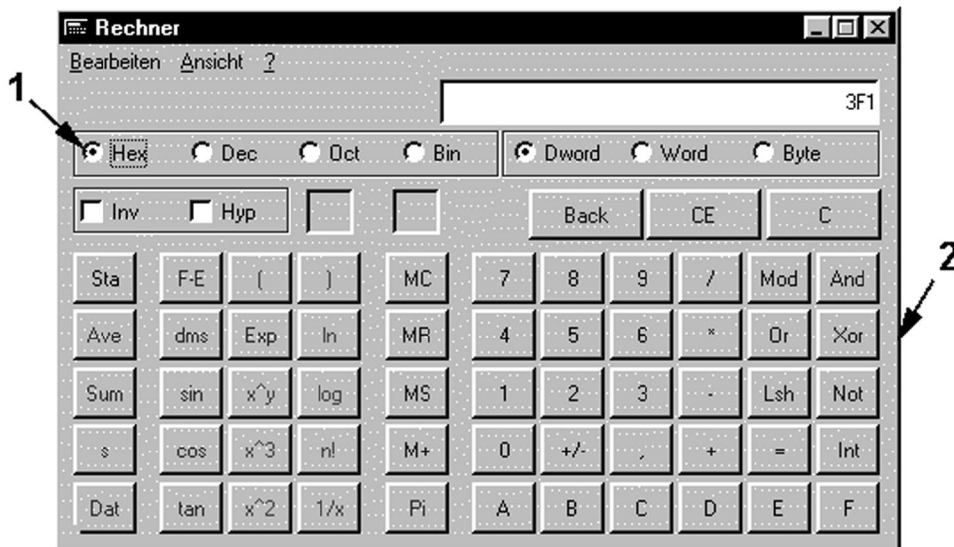 Rechner
Bearbeiten Ansicht ?
1
3F1
Hex Dec Oct Bin Dword Word Byte
Inv Hyp Back CE C
2
Sta F-E ( ) MC 7 8 9 / Mod And
Ave dms Exp ln MR 4 5 6 * Or Xor
Sum sin x^y log MS 1 2 3 - Lsh Not
s cos x^3 n! M+ 0 +/- , + = Int
Dat tan x^2 1/x Pi A B C D E F